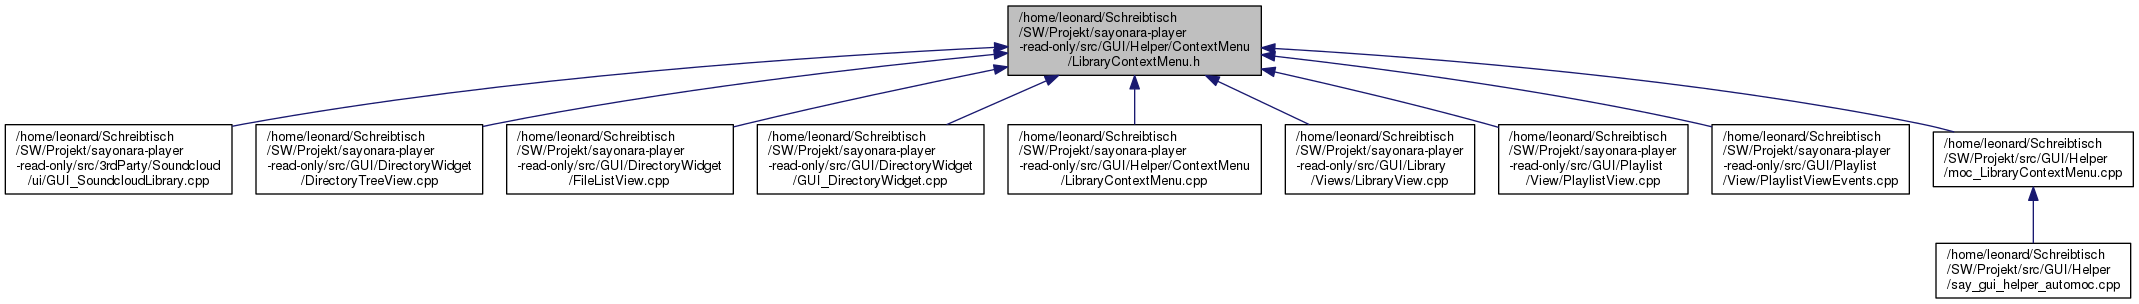 /home/leonard/Schreibtisch
/SW/Projekt/sayonara-player
-read-only/src/GUI/Helper/ContextMenu
/LibraryContextMenu.h
/home/leonard/Schreibtisch
/SW/Projekt/sayonara-player
-read-only/src/3rdParty/Soundcloud
/ui/GUI_SoundcloudLibrary.cpp
/home/leonard/Schreibtisch
/SW/Projekt/sayonara-player
-read-only/src/GUI/DirectoryWidget
/DirectoryTreeView.cpp
/home/leonard/Schreibtisch
/SW/Projekt/sayonara-player
-read-only/src/GUI/DirectoryWidget
/FileListView.cpp
/home/leonard/Schreibtisch
/SW/Projekt/sayonara-player
-read-only/src/GUI/DirectoryWidget
/GUI_DirectoryWidget.cpp
/home/leonard/Schreibtisch
/SW/Projekt/sayonara-player
-read-only/src/GUI/Helper/ContextMenu
/LibraryContextMenu.cpp
/home/leonard/Schreibtisch
/SW/Projekt/sayonara-player
-read-only/src/GUI/Library
/Views/LibraryView.cpp
/home/leonard/Schreibtisch
/SW/Projekt/sayonara-player
-read-only/src/GUI/Playlist
/View/PlaylistView.cpp
/home/leonard/Schreibtisch
/SW/Projekt/sayonara-player
-read-only/src/GUI/Playlist
/View/PlaylistViewEvents.cpp
/home/leonard/Schreibtisch
/SW/Projekt/src/GUI/Helper
/moc_LibraryContextMenu.cpp
/home/leonard/Schreibtisch
/SW/Projekt/src/GUI/Helper
/say_gui_helper_automoc.cpp